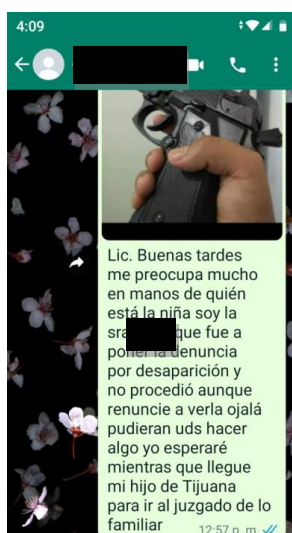 4:09
Lic. Buenas tardes
me preocupa mucho
en manos de quién
está la niña soy la
sra que fue a
poner la denuncia
por desaparición y
no procedió aunque
renuncie a verla ojalá
pudieran uds hacer
algo yo esperaré
mientras que llegue
mi hijo de Tijuana
para ir al juzgado de lo
familiar
12:57 p. m.